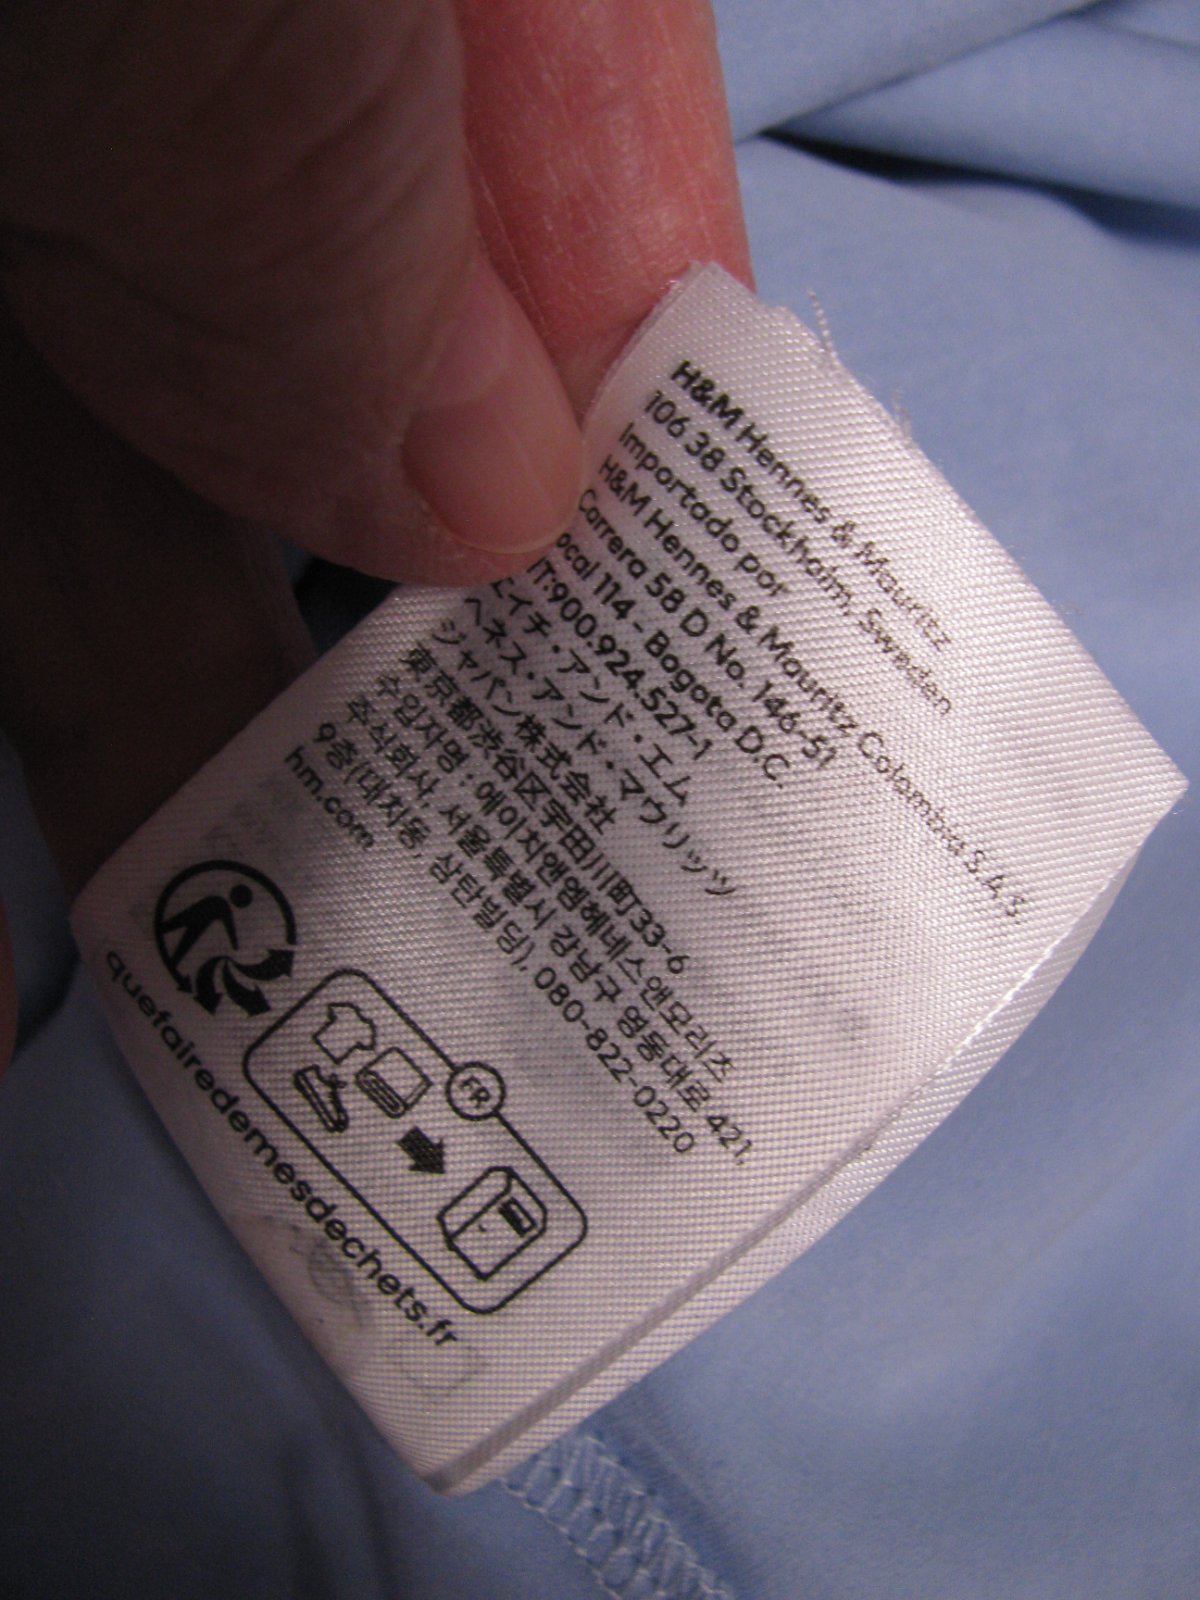 H&M Hennes & Mauritz
106 38 Stockholm, Sweden
Importado por
H&M Hennes & Mauritz Colombia S.A.S
Carrera 58 D No. 146-51
ocal 114 - Bogota D.C.
IT:900.924.527-1
エイチ・アンド・エム
ヘネス・アンド・マウリッツ
ジャパン株式会社
東京都渋谷区宇田川町33-6
수입자명 : 에이치앤엠헤네스앤모리츠
주식회사, 서울특별시 강남구 영동대로 421,
9층(대치동, 삼탄빌딩), 080-822-0220
hm.com
FR
quefairedemesdechets.fr